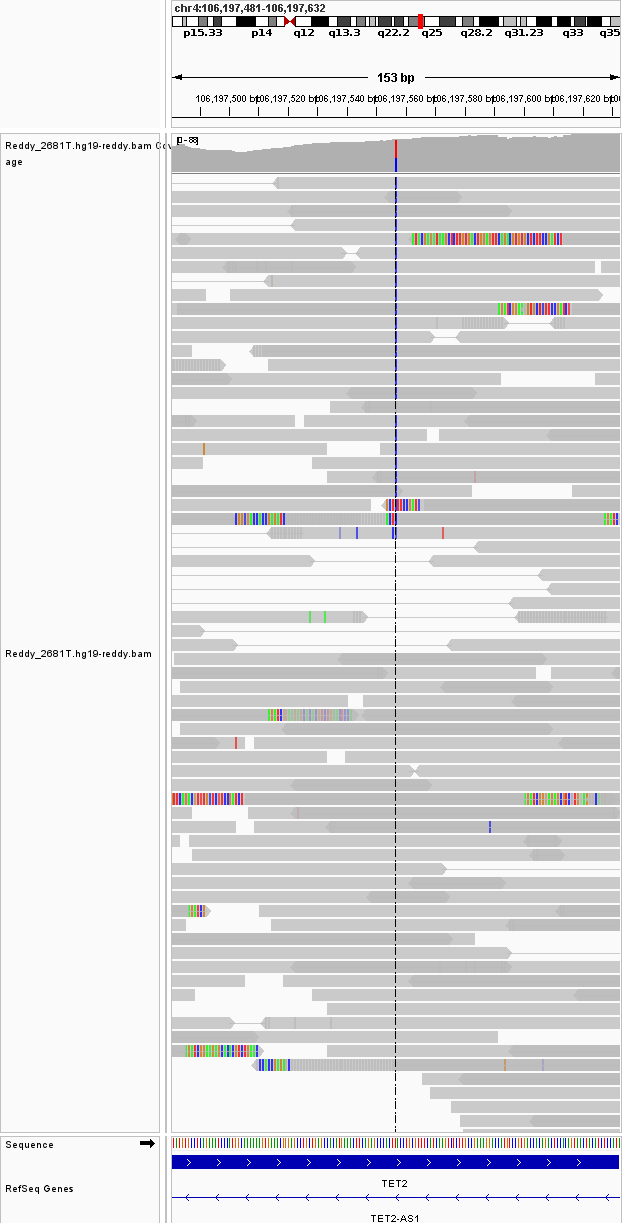 chr4:106,197,481-106,197,632
p15.33 p14 q12 q13.3 q22.2 q25 q28.2 q31.23 q33 q35
153 bp
106,197,500 bp 106,197,520 bp 106,197,540 bp 106,197,560 bp 106,197,580 bp 106,197,600 bp 106,197,620 bp
Reddy_2681T.hg19-reddy.bam Cov
age
Reddy_2681T.hg19-reddy.bam
Sequence
TET2
RefSeq Genes
TET2-AS1